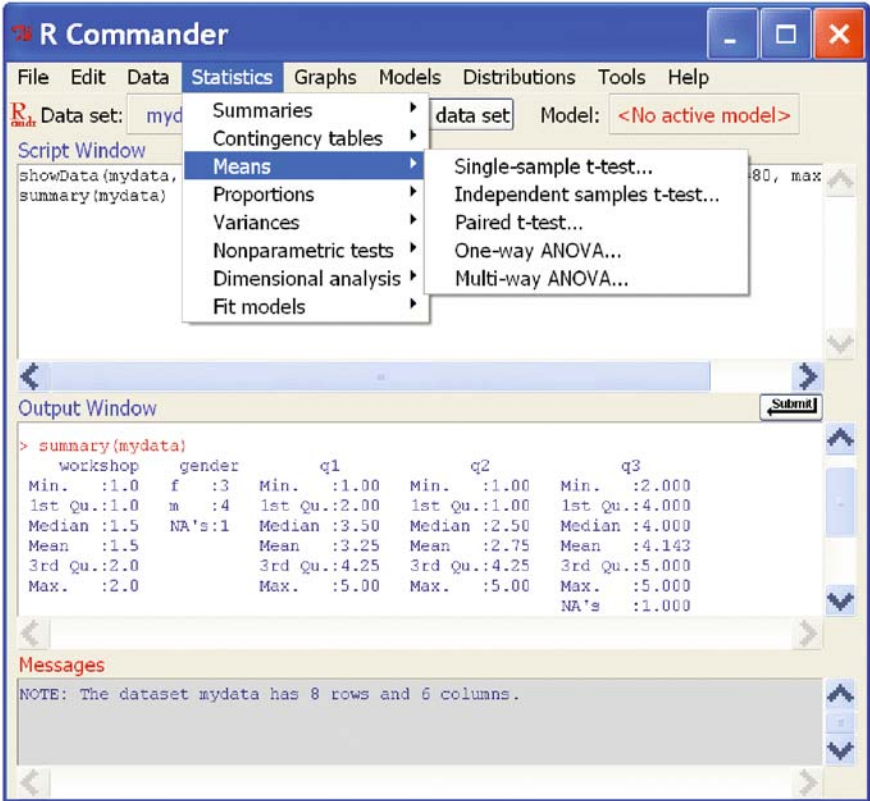 R Commander
File Edit Data Statistics Graphs Models Distributions Tools Help
Rcmdr Data set: myd data set Model: <No active model>
Summaries
Contingency tables
Means
Proportions
Variances
Nonparametric tests
Dimensional analysis
Fit models
Single-sample t-test...
Independent samples t-test...
Paired t-test...
One-way ANOVA...
Multi-way ANOVA...
Script Window
showData(mydata, 80, max
summary(mydata)
Output Window Submit
> summary(mydata)
workshop gender q1 q2 q3
Min. :1.0 f :3 Min. :1.00 Min. :1.00 Min. :2.000
1st Qu.:1.0 m :4 1st Qu.:2.00 1st Qu.:1.00 1st Qu.:4.000
Median :1.5 NA's:1 Median :3.50 Median :2.50 Median :4.000
Mean :1.5 Mean :3.25 Mean :2.75 Mean :4.143
3rd Qu.:2.0 3rd Qu.:4.25 3rd Qu.:4.25 3rd Qu.:5.000
Max. :2.0 Max. :5.00 Max. :5.00 Max. :5.000
NA's :1.000
Messages
NOTE: The dataset mydata has 8 rows and 6 columns.